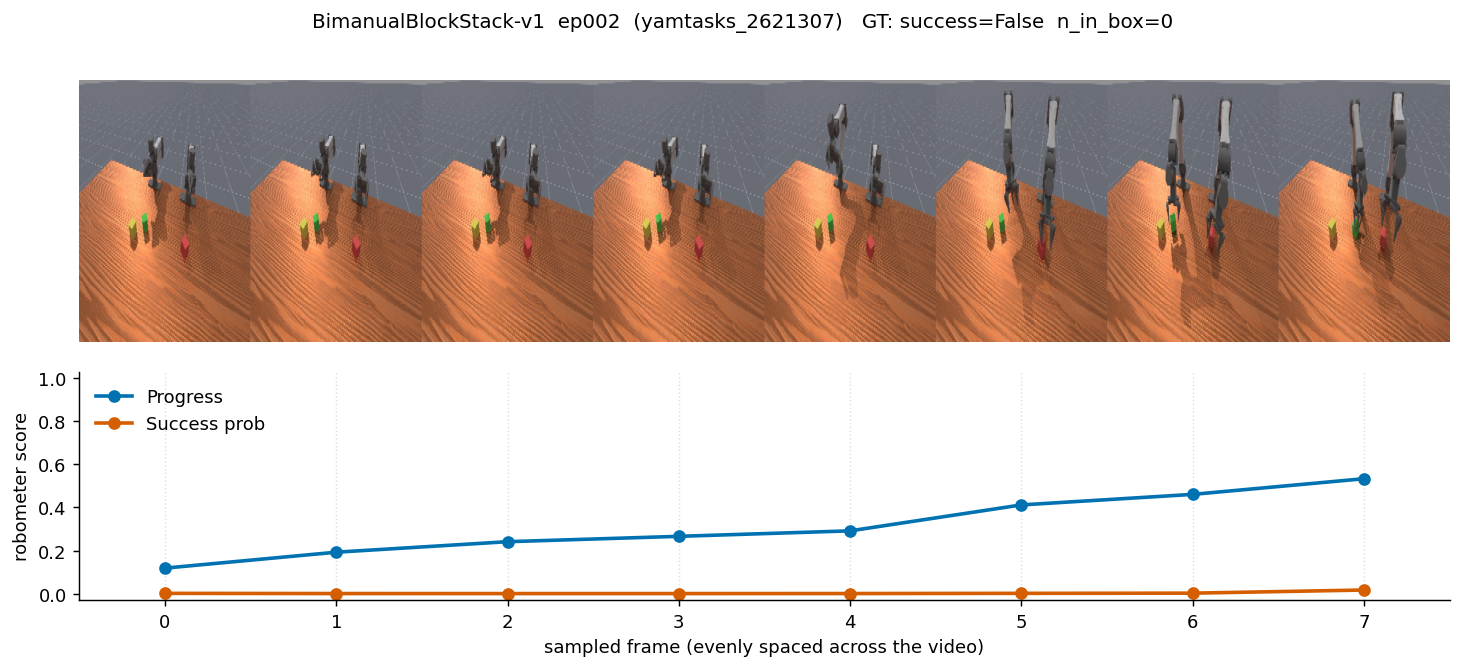 BimanualBlockStack-v1 ep002 (yamtasks_2621307) GT: success=False n_in_box=0
1.0
0.8
0.6
0.4
0.2
0.0
robometer score
Progress
Success prob
0 1 2 3 4 5 6 7
sampled frame (evenly spaced across the video)